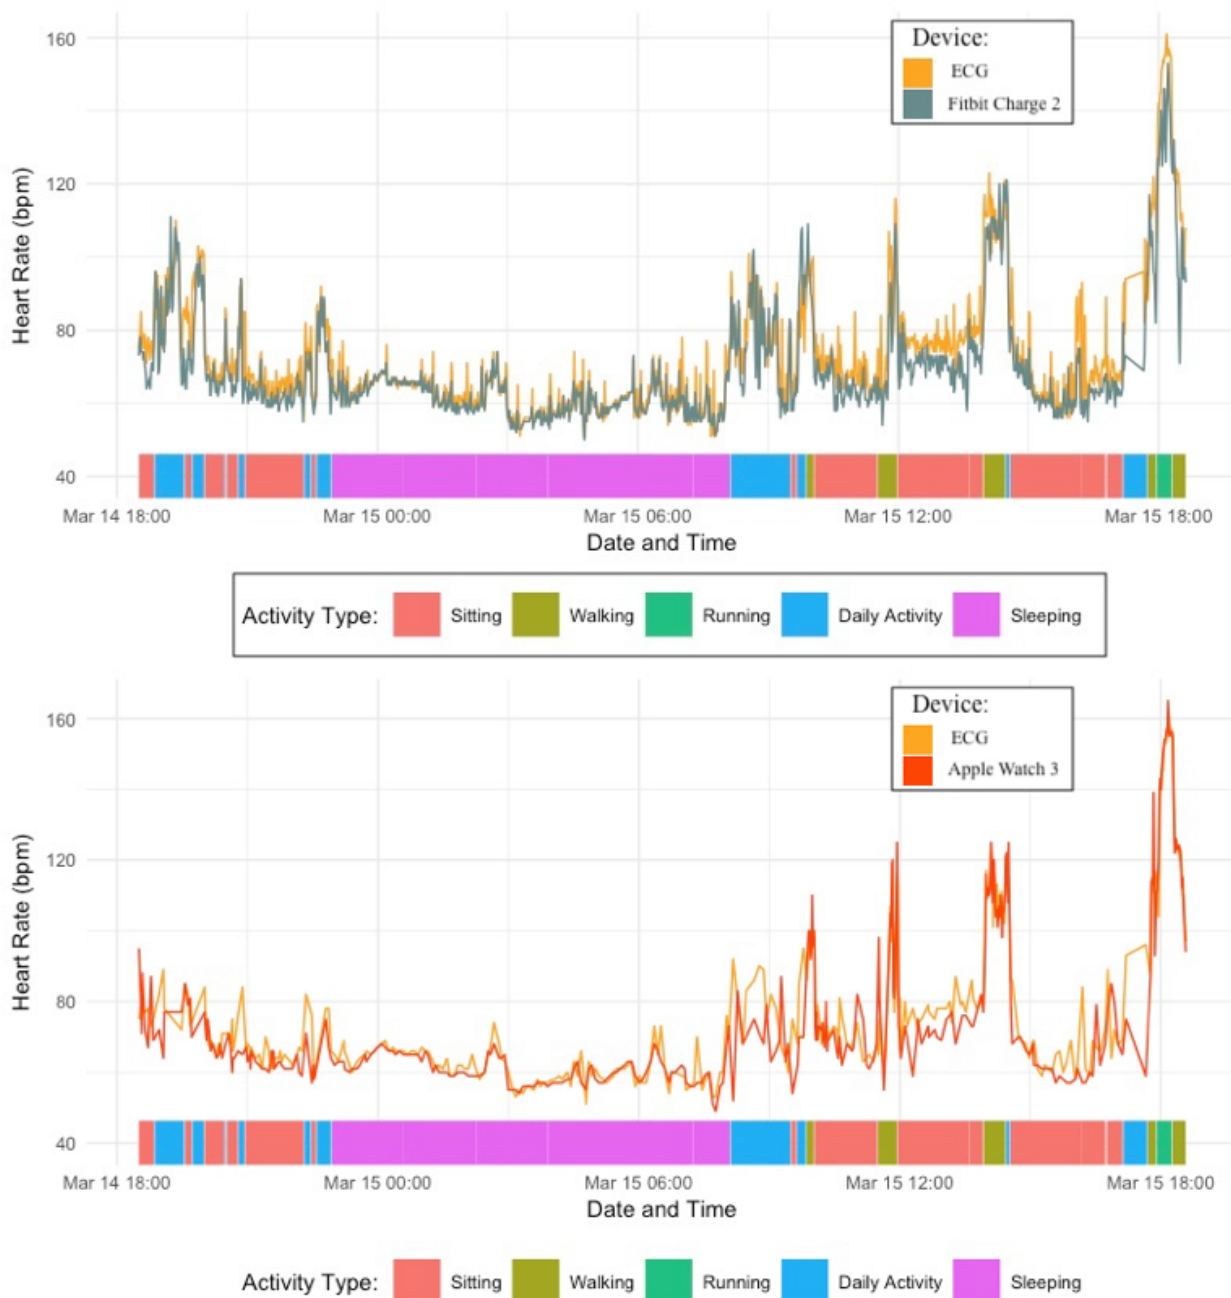 160
Device:
ECG
Fitbit Charge 2
120
Heart Rate (bpm)
80
40
Mar 14 18:00 Mar 15 00:00 Mar 15 06:00 Mar 15 12:00 Mar 15 18:00
Date and Time
Activity Type: Sitting Walking Running Daily Activity Sleeping
160
Device:
ECG
Apple Watch 3
120
Heart Rate (bpm)
80
40
Mar 14 18:00 Mar 15 00:00 Mar 15 06:00 Mar 15 12:00 Mar 15 18:00
Date and Time
Activity Type: Sitting Walking Running Daily Activity Sleeping